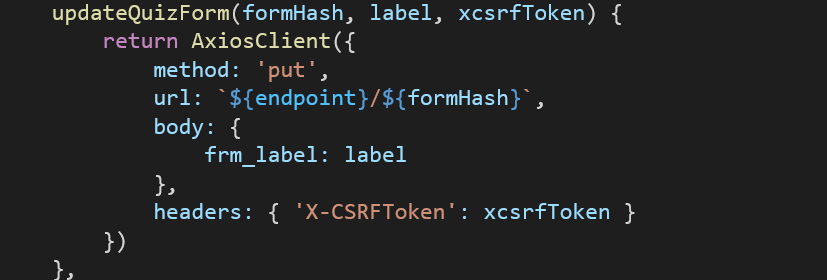 updateQuizForm(formHash, label, xcsrfToken) {
return AxiosClient({
method: 'put',
url: `${endpoint}/${formHash}`,
body: {
frm_label: label
},
headers: { 'X-CSRFToken': xcsrfToken }
})
},